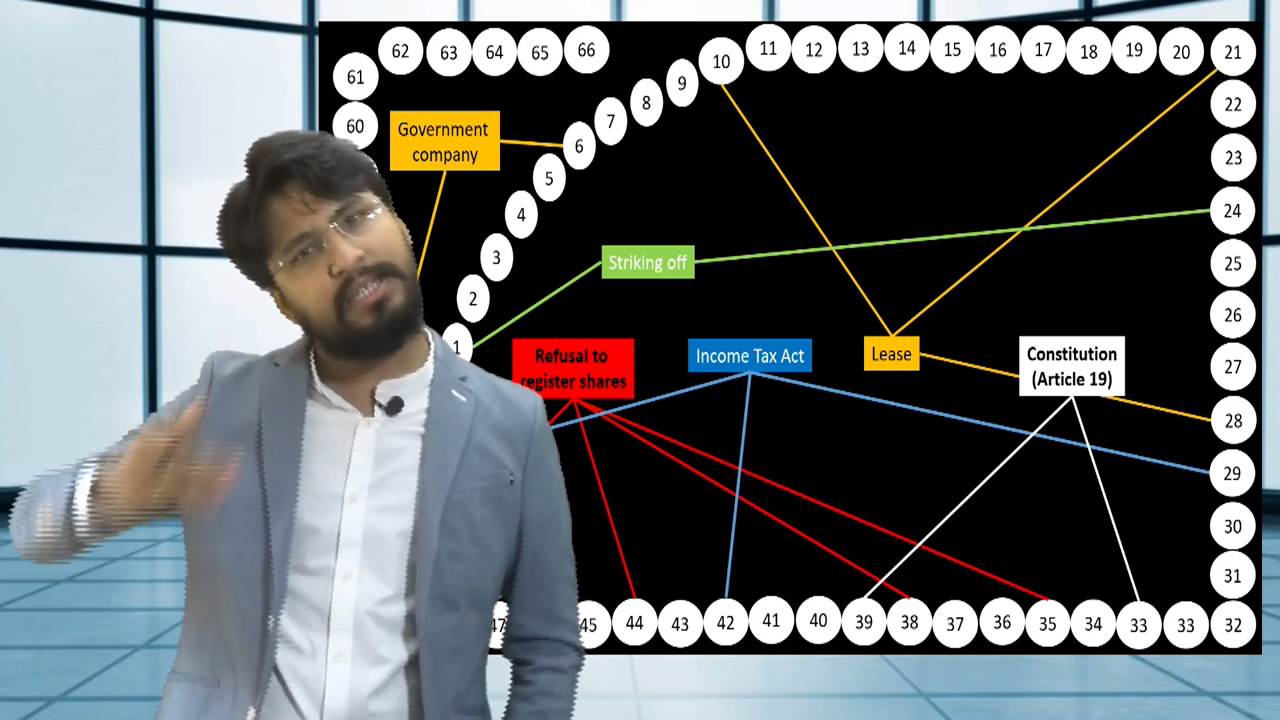 62 63 64 65 66
61
60
10 11 12 13 14 15 16 17 18 19 20 21
9
8
7
6
5
4
3
2
1
Government
company
22
23
24
25
26
27
28
29
30
31
Striking off
Refusal to
register shares
Income Tax Act
Lease
Constitution
(Article 19)
47 45 44 43 42 41 40 39 38 37 36 35 34 33 33 32